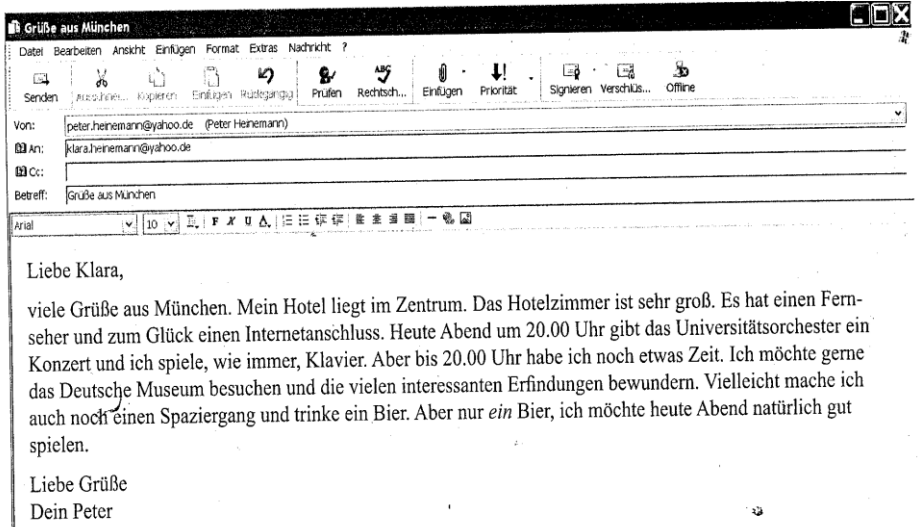 Grüße aus München
Datei Bearbeiten Ansicht Einfügen Format Extras Nachricht ?
Senden Ausschnei... Kopieren Einfügen Rückgängig Prüfen Rechtsch... Einfügen Priorität Signieren Verschlüs... Offline
Von: peter.heinemann@yahoo.de (Peter Heinemann)
An: klara.heinemann@yahoo.de
Cc:
Betreff: Grüße aus München
Arial 10 F K U A
Liebe Klara,
viele Grüße aus München. Mein Hotel liegt im Zentrum. Das Hotelzimmer ist sehr groß. Es hat einen Fern-
seher und zum Glück einen Internetanschluss. Heute Abend um 20.00 Uhr gibt das Universitätsorchester ein
Konzert und ich spiele, wie immer, Klavier. Aber bis 20.00 Uhr habe ich noch etwas Zeit. Ich möchte gerne
das Deutsche Museum besuchen und die vielen interessanten Erfindungen bewundern. Vielleicht mache ich
auch noch einen Spaziergang und trinke ein Bier. Aber nur ein Bier, ich möchte heute Abend natürlich gut
spielen.
Liebe Grüße
Dein Peter